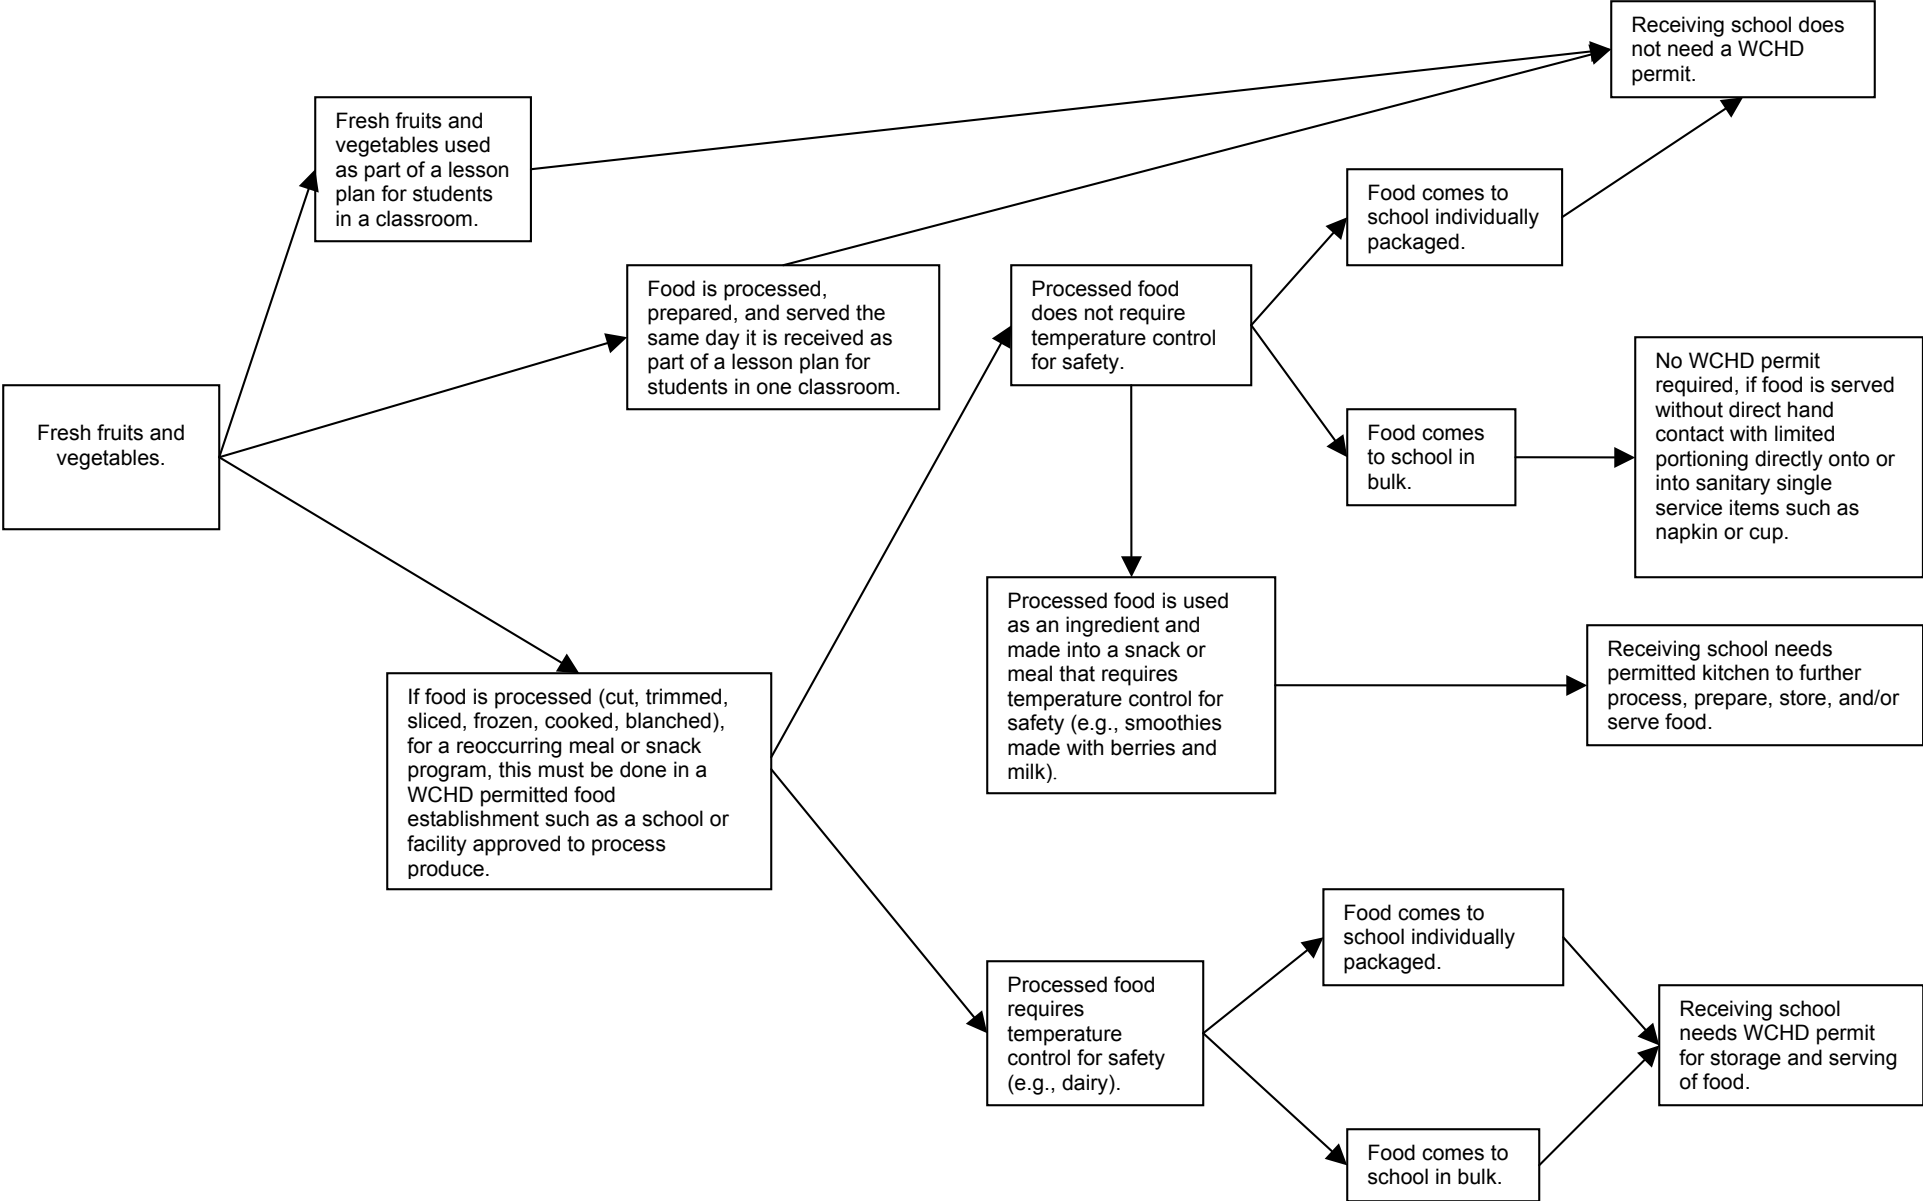 Receiving school does
not need a WCHD
permit.
Fresh fruits and
vegetables used
as part of a lesson
plan for students
in a classroom.
Food comes to
school individually
packaged.
Food is processed,
prepared, and served the
same day it is received as
part of a lesson plan for
students in one classroom.
Processed food
does not require
temperature control
for safety.
No WCHD permit
required, if food is served
without direct hand
contact with limited
portioning directly onto or
into sanitary single
service items such as
napkin or cup.
Fresh fruits and
vegetables.
Food comes
to school in
bulk.
Processed food is used
as an ingredient and
made into a snack or
meal that requires
temperature control for
safety (e.g., smoothies
made with berries and
milk).
Receiving school needs
permitted kitchen to further
process, prepare, store, and/or
serve food.
If food is processed (cut, trimmed,
sliced, frozen, cooked, blanched),
for a reoccurring meal or snack
program, this must be done in a
WCHD permitted food
establishment such as a school or
facility approved to process
produce.
Food comes to
school individually
packaged.
Processed food
requires
temperature
control for safety
(e.g., dairy).
Receiving school
needs WCHD permit
for storage and serving
of food.
Food comes to
school in bulk.